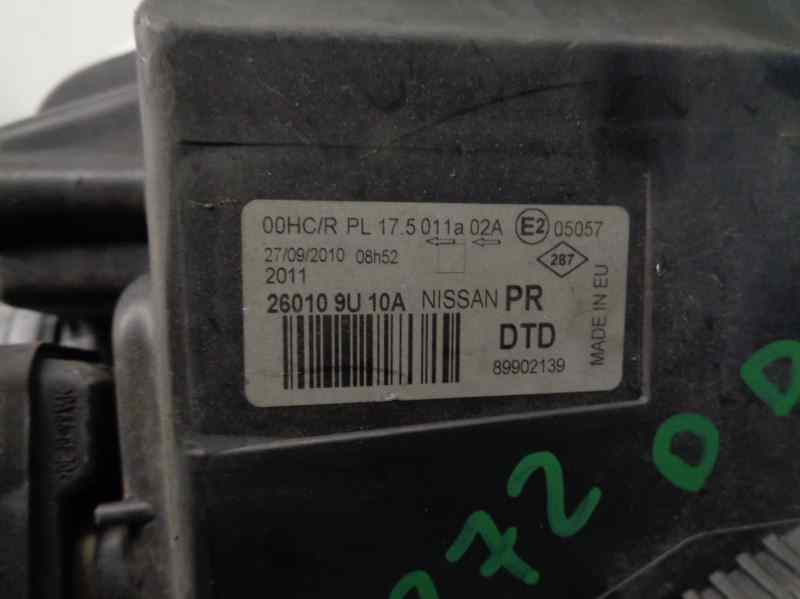 00HC/R PL 17.5 011a 02A E2 05057
27/09/2010 08h52
287
2011
26010 9U 10A NISSAN PR
DTD
89902139
MADE IN EU